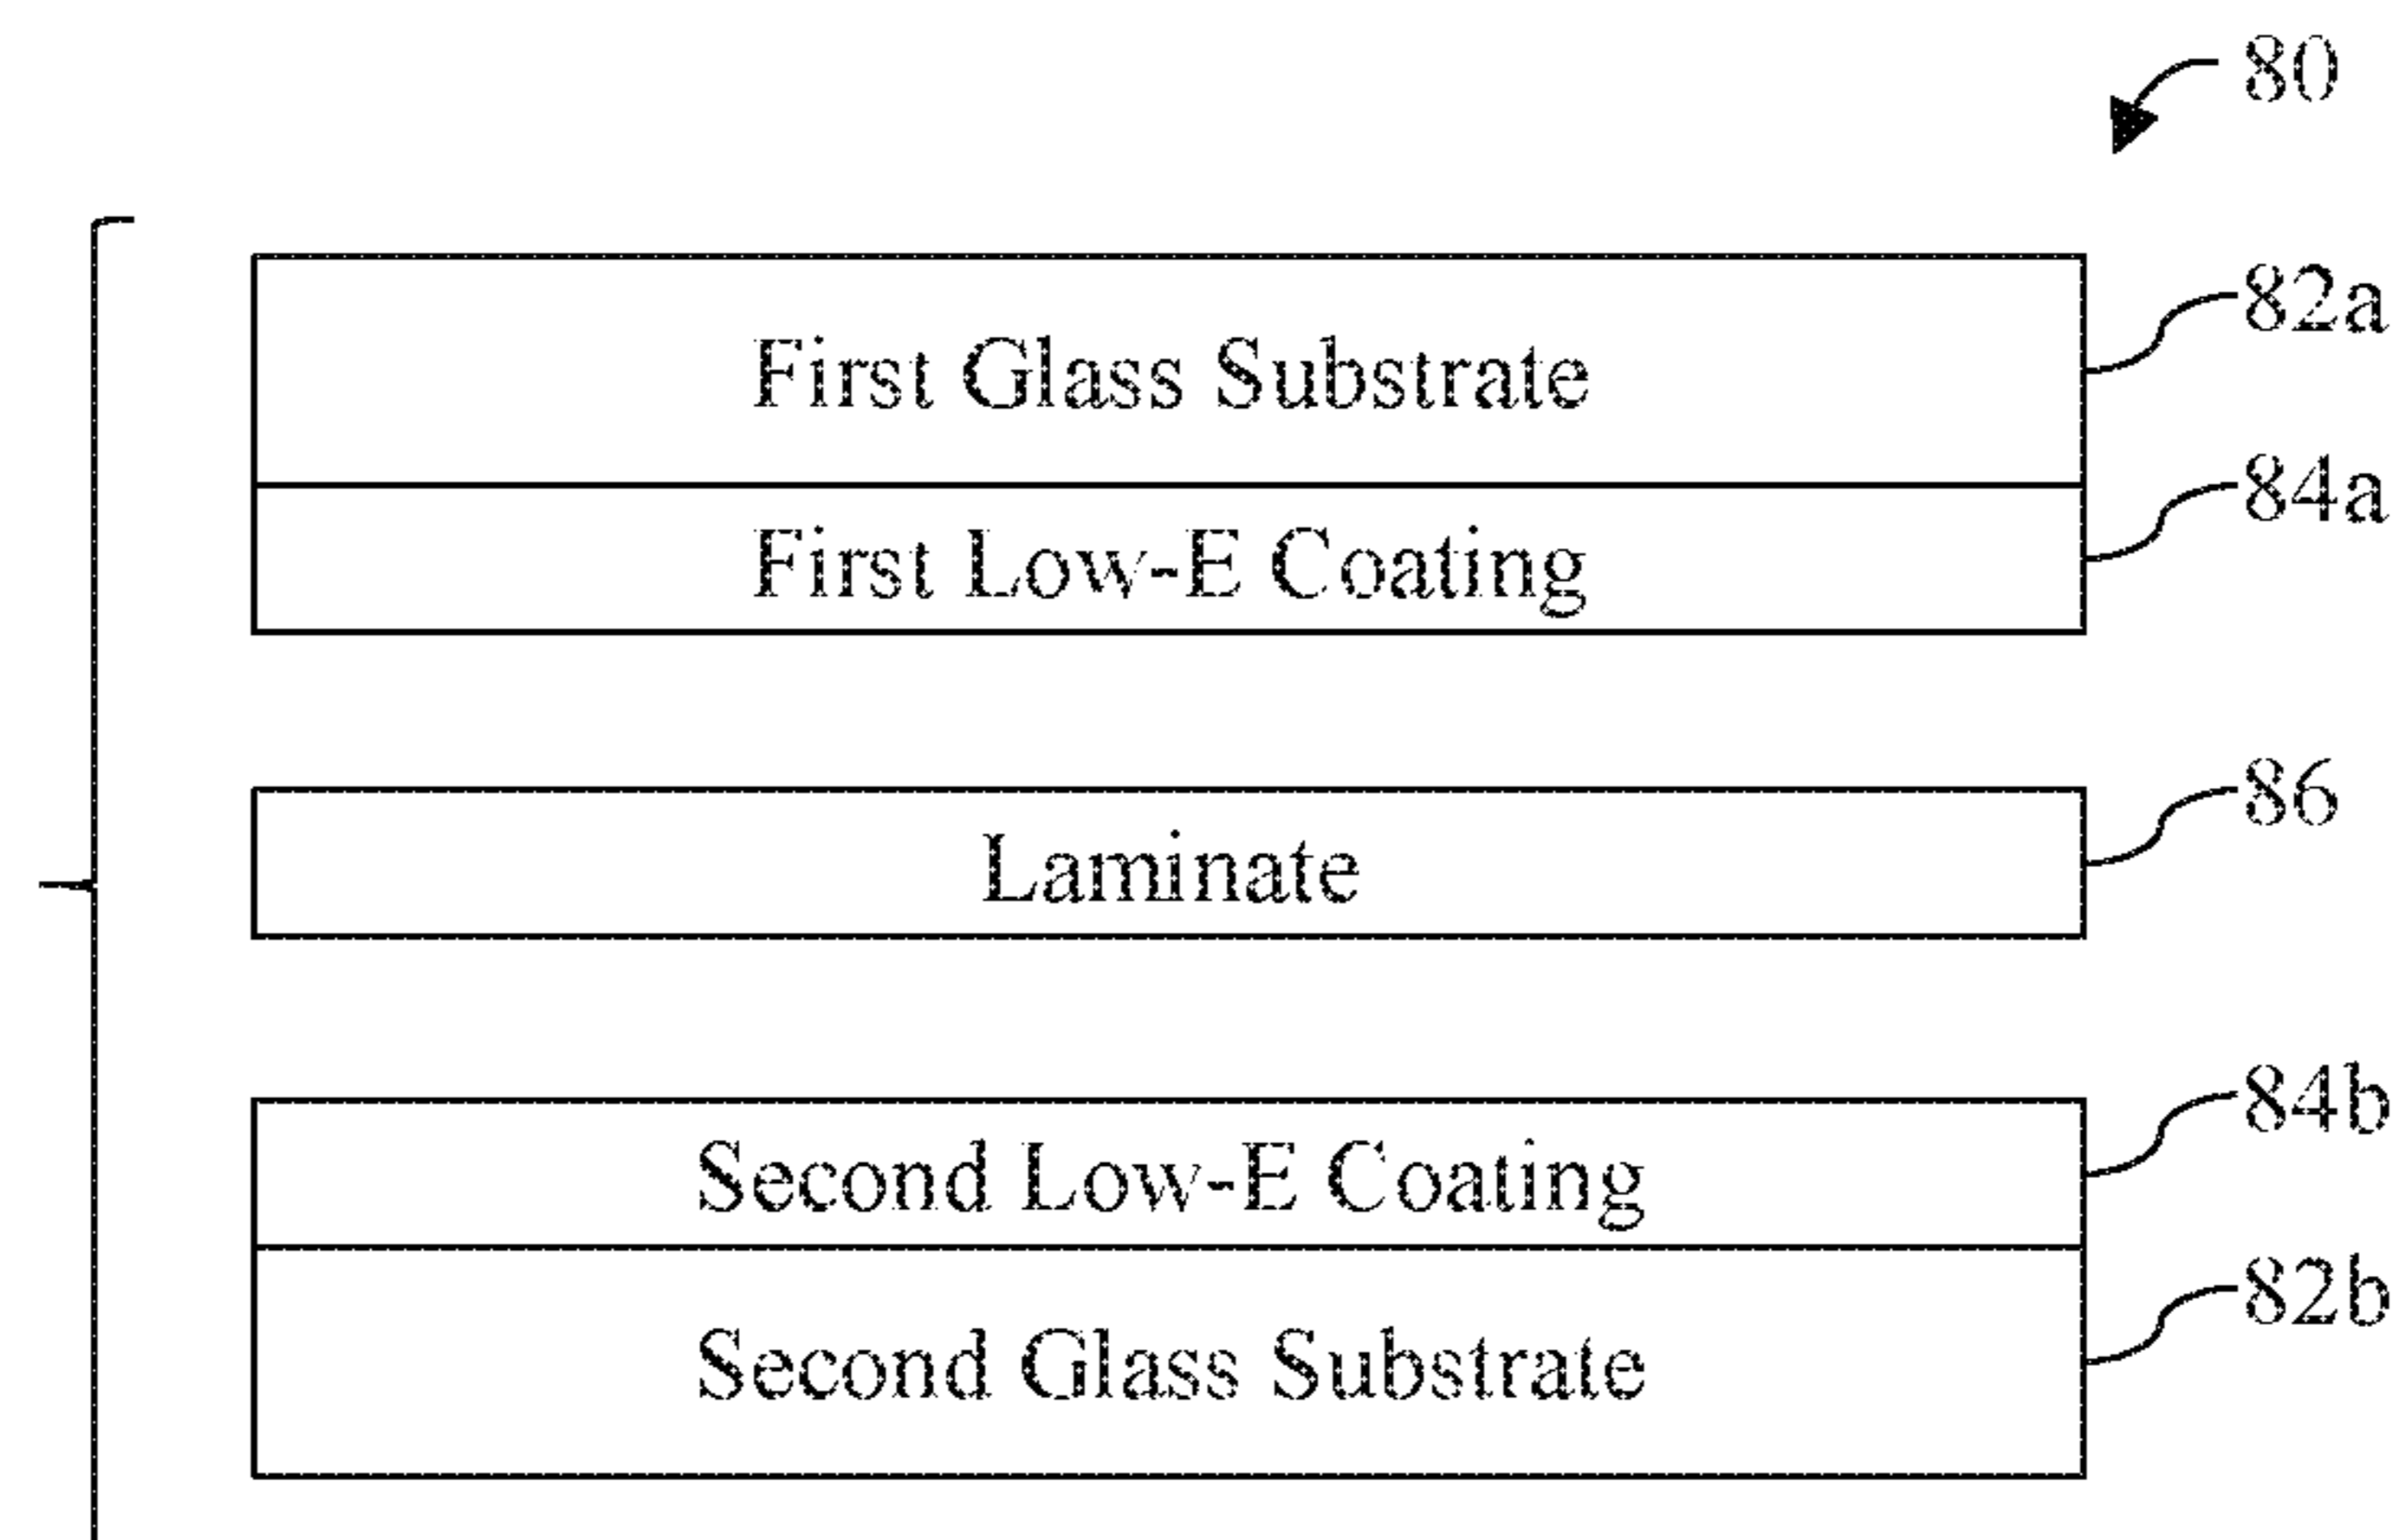 80
First Glass Substrate
82a
First Low-E Coating
84a
Laminate
86
Second Low-E Coating
84b
Second Glass Substrate
82b